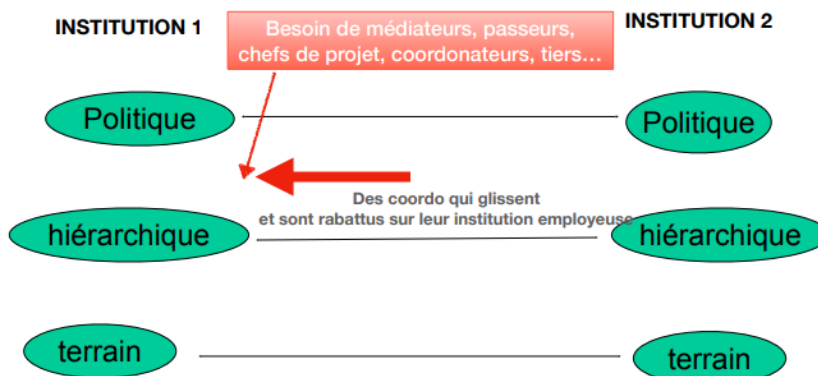 INSTITUTION 1
Besoin de médiateurs, passeurs,
chefs de projet, coordonateurs, tiers…
INSTITUTION 2
Politique
Politique
Des coordo qui glissent
et sont rabattus sur leur institution employeuse
hiérarchique
hiérarchique
terrain
terrain